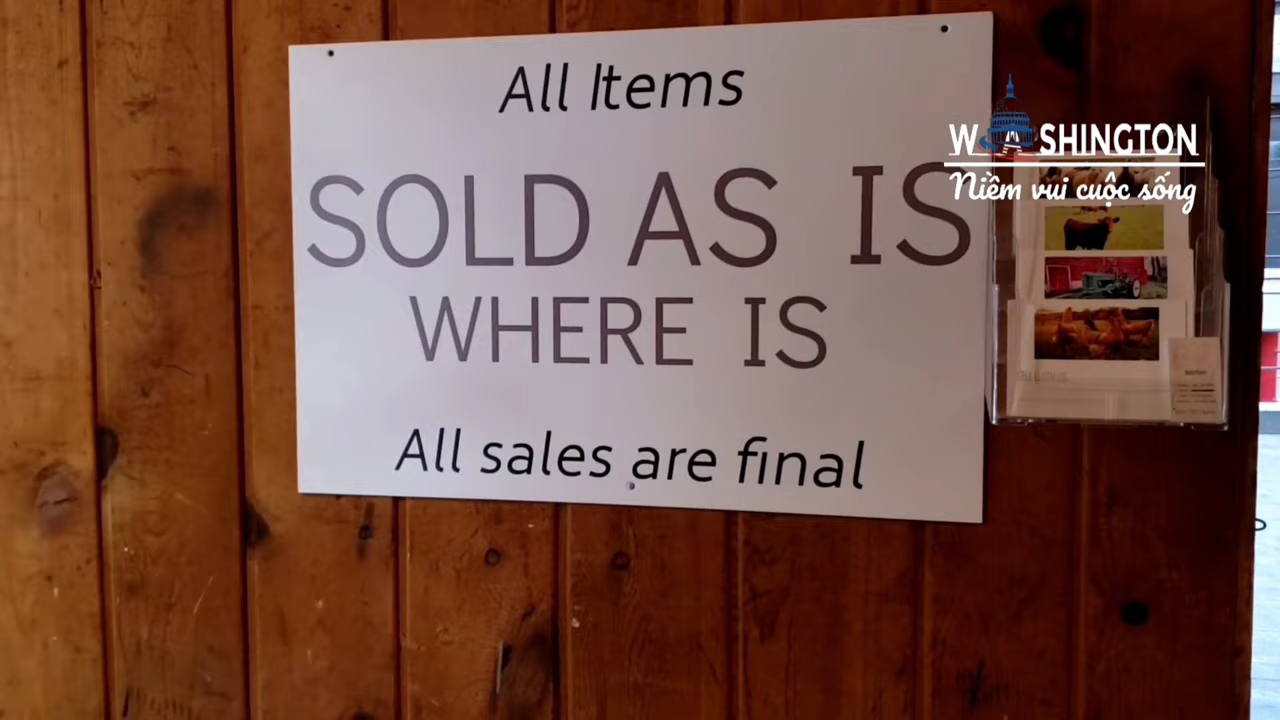 All Items
SOLD AS IS
WHERE IS
All sales are final
WASHINGTON
Niềm vui cuộc sống